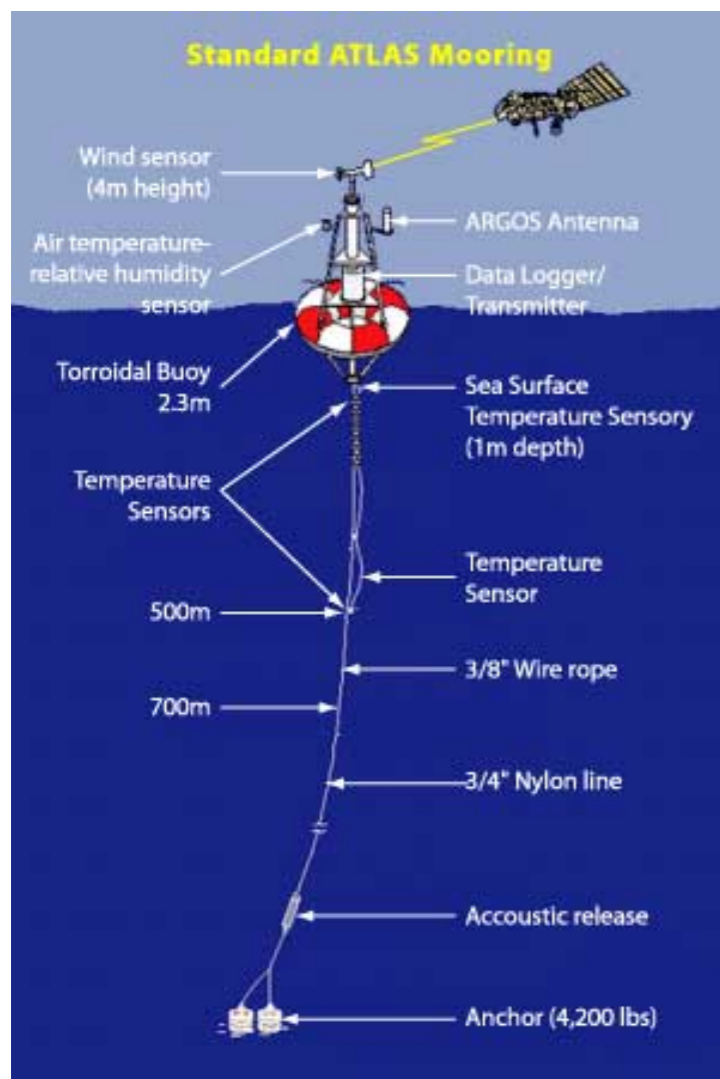 Standard ATLAS Mooring
Wind sensor
(4m height)
ARGOS Antenna
Air temperature-
relative humidity
sensor
Data Logger/
Transmitter
Torroidal Buoy
2.3m
Sea Surface
Temperature Sensory
(1m depth)
Temperature
Sensors
Temperature
Sensor
500m
3/8" Wire rope
700m
3/4" Nylon line
Accoustic release
Anchor (4,200 lbs)